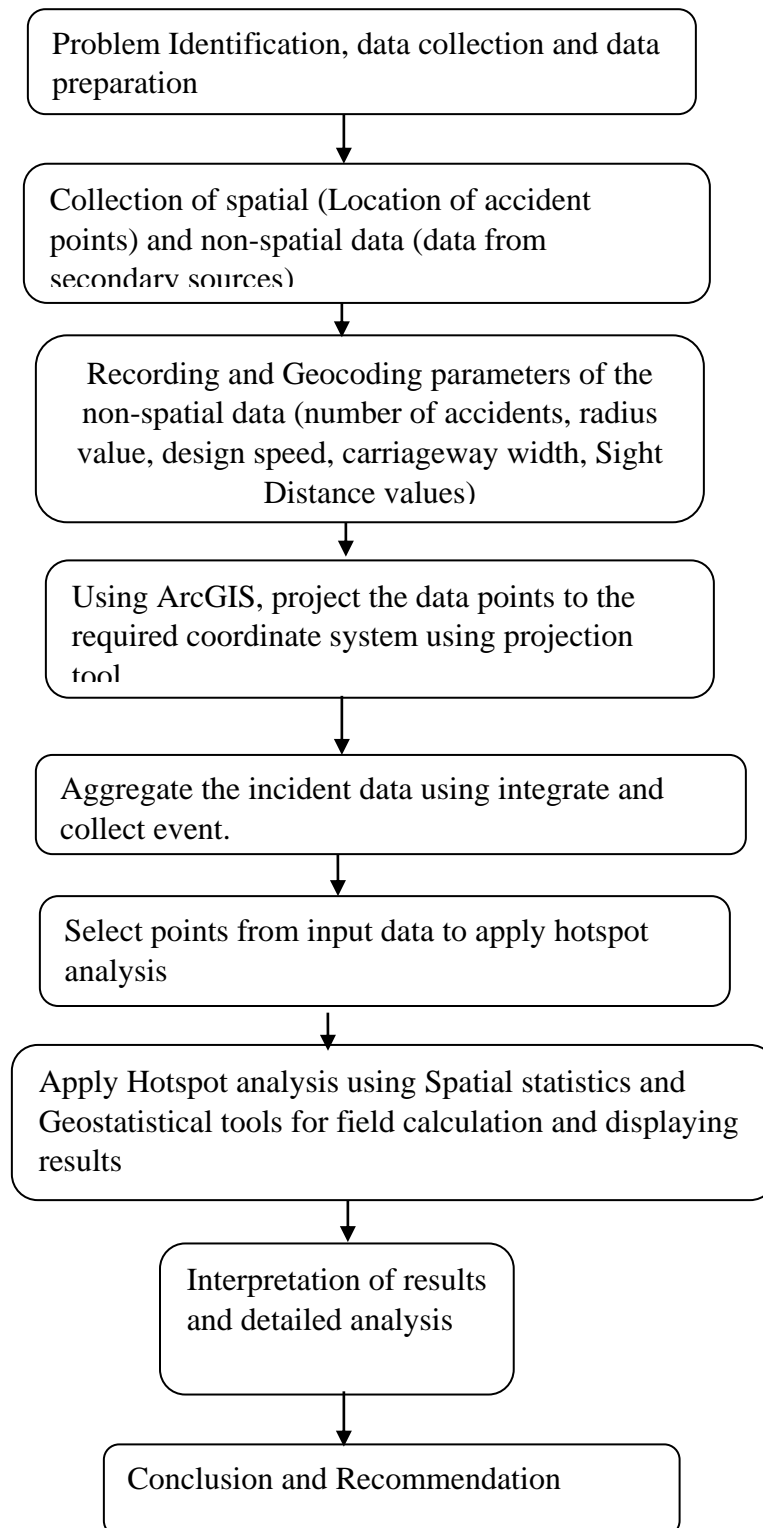 Problem Identification, data collection and data
preparation
Collection of spatial (Location of accident
points) and non-spatial data (data from
secondary sources)
Recording and Geocoding parameters of the
non-spatial data (number of accidents, radius
value, design speed, carriageway width, Sight
Distance values)
Using ArcGIS, project the data points to the
required coordinate system using projection
tool
Aggregate the incident data using integrate and
collect event.
Select points from input data to apply hotspot
analysis
Apply Hotspot analysis using Spatial statistics and
Geostatistical tools for field calculation and displaying
results
Interpretation of results
and detailed analysis
Conclusion and Recommendation